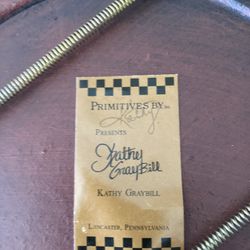 PRIMITIVES BY
Kathy
PRESENTS
Kathy
GrayBill
KATHY GRAYBILL
LANCASTER, PENNSYLVANIA